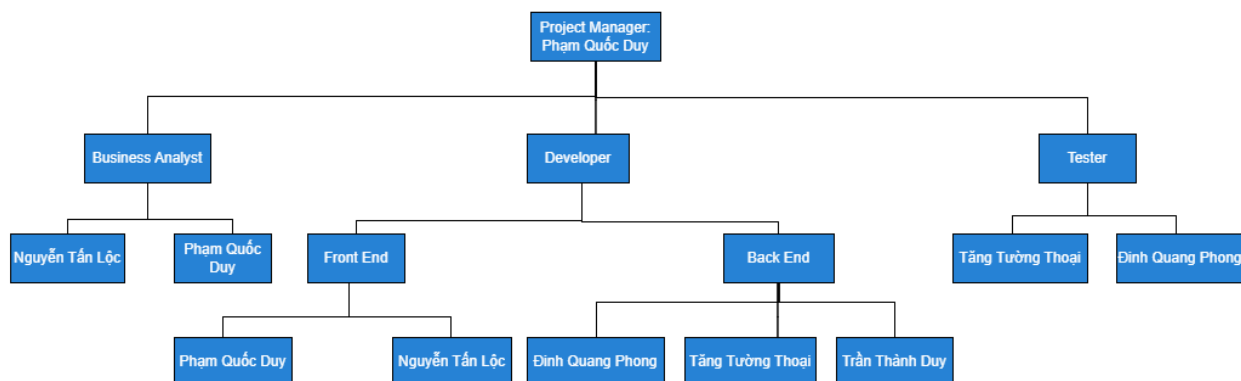 Project Manager:
Phạm Quốc Duy
Business Analyst
Developer
Tester
Nguyễn Tấn Lộc
Phạm Quốc
Duy
Front End
Back End
Tăng Tường Thoại
Đinh Quang Phong
Phạm Quốc Duy
Nguyễn Tấn Lộc
Đinh Quang Phong
Tăng Tường Thoại
Trần Thành Duy